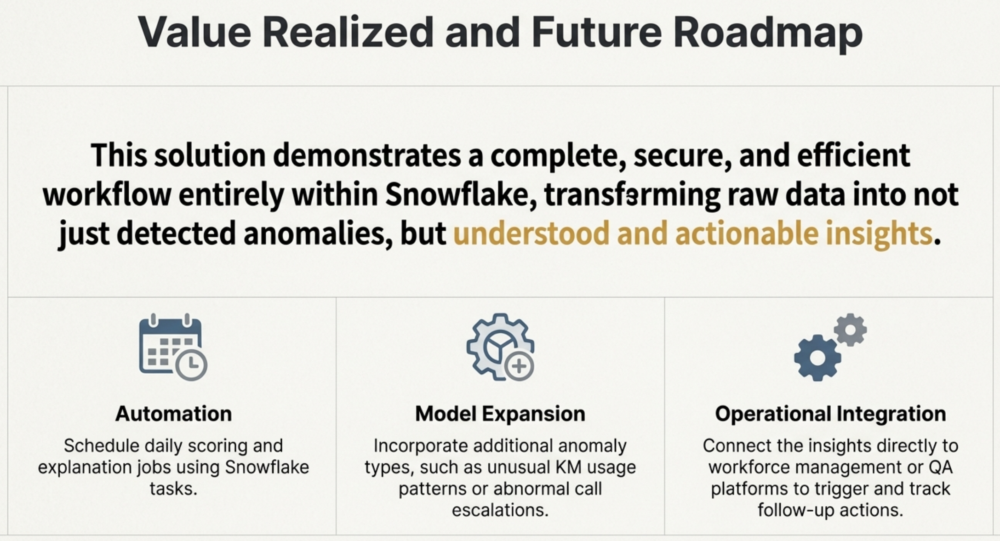 Value Realized and Future Roadmap
This solution demonstrates a complete, secure, and efficient
workflow entirely within Snowflake, transfɜrming raw data into not
just detected anomalies, but understood and actionable insights.
Automation
Schedule daily scoring and
explanation jobs using Snowflake
tasks.
Model Expansion
Incorporate additional anomaly
types, such as unusual KM usage
patterns or abnormal call
escalations.
Operational Integration
Connect the insights directly to
workforce management or QA
platforms to trigger and track
follow-up actions.